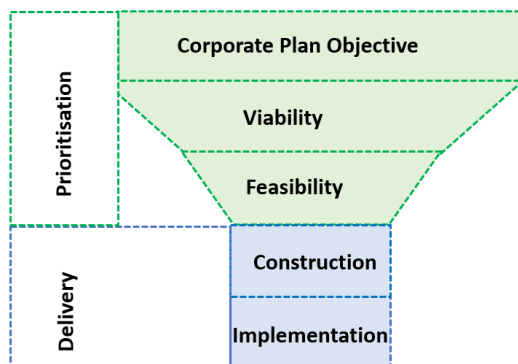 Prioritisation
Corporate Plan Objective
Viability
Feasibility
Delivery
Construction
Implementation